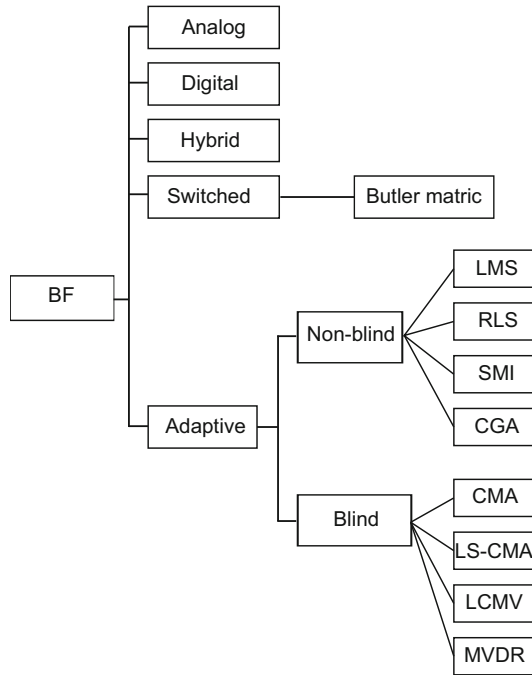 Analog
Digital
Hybrid
Switched
Butler matric
BF
Adaptive
Non-blind
LMS
RLS
SMI
CGA
Blind
CMA
LS-CMA
LCMV
MVDR